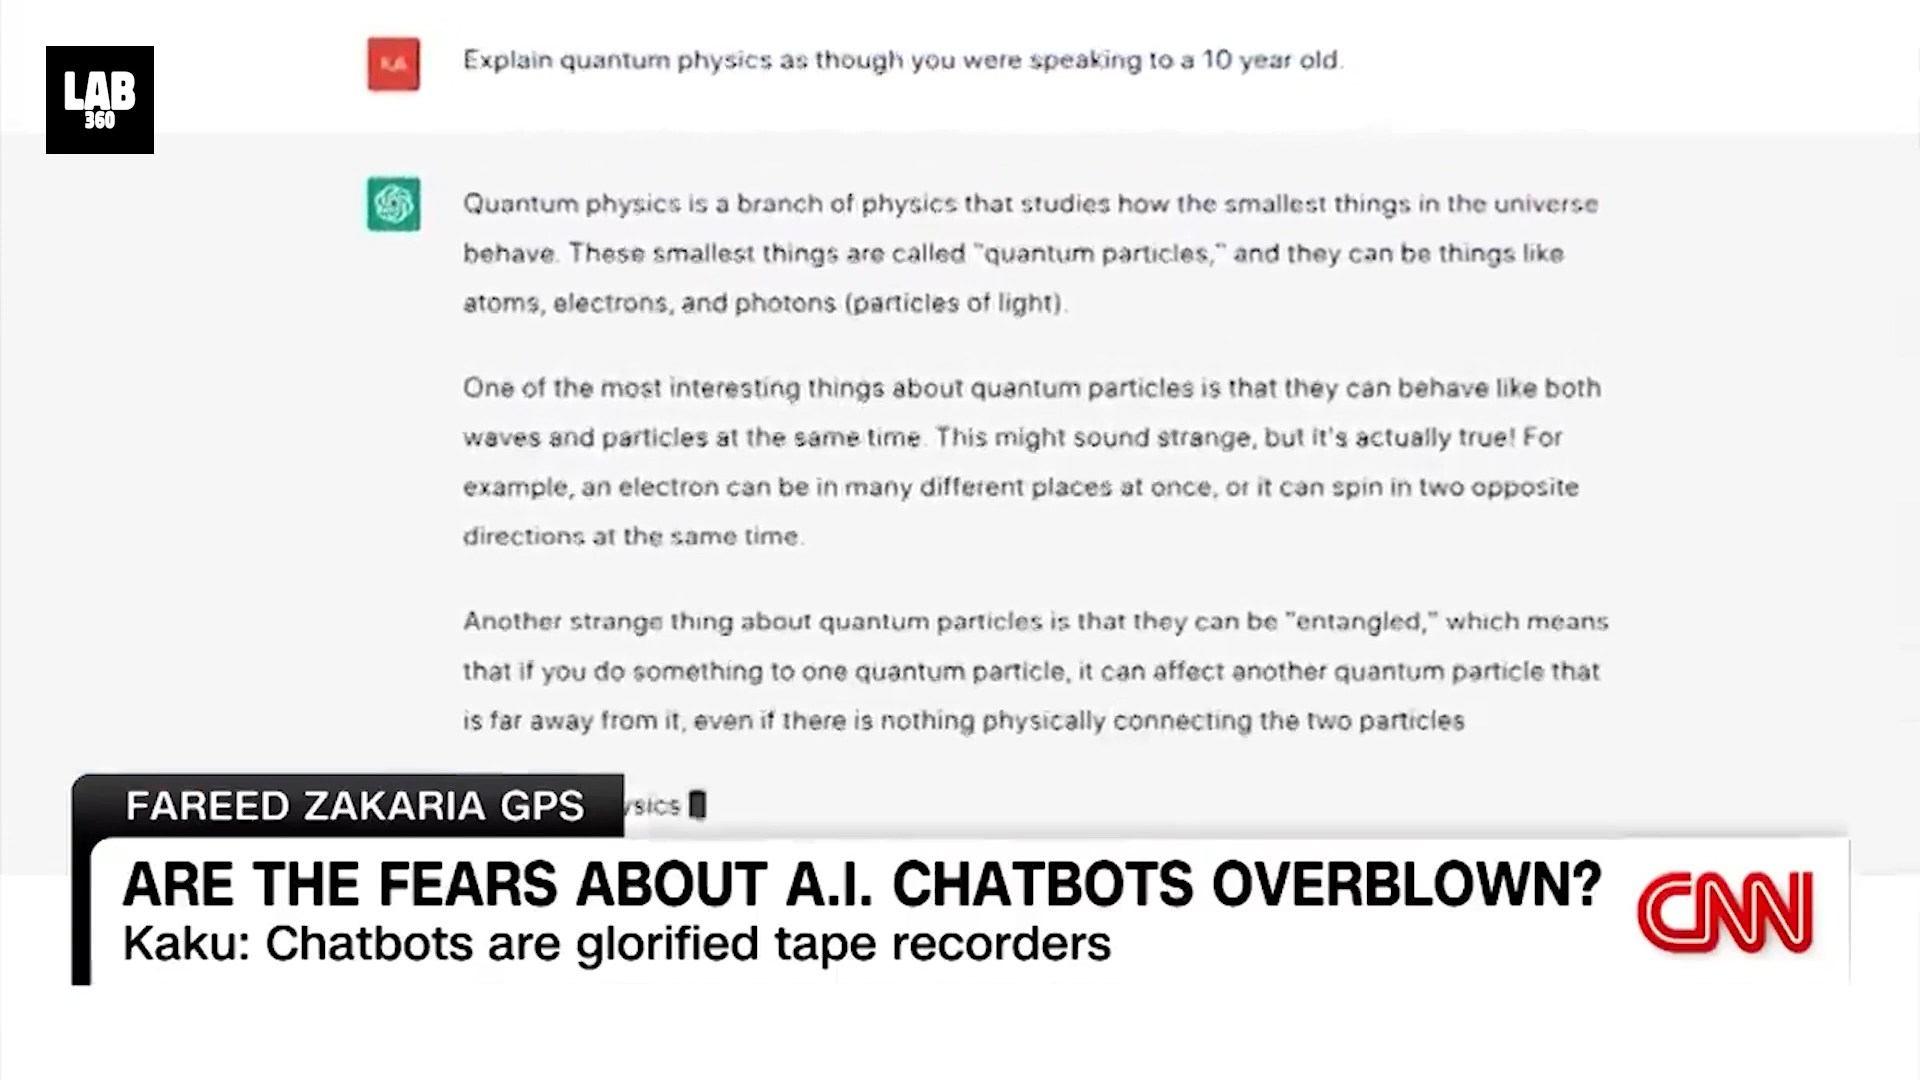 LAB
360
KA
Explain quantum physics as though you were speaking to a 10 year old.
Quantum physics is a branch of physics that studies how the smallest things in the universe
behave. These smallest things are called "quantum particles," and they can be things like
atoms, electrons, and photons (particles of light).
One of the most interesting things about quantum particles is that they can behave like both
waves and particles at the same time. This might sound strange, but it's actually true! For
example, an electron can be in many different places at once, or it can spin in two opposite
directions at the same time.
Another strange thing about quantum particles is that they can be "entangled," which means
that if you do something to one quantum particle, it can affect another quantum particle that
is far away from it, even if there is nothing physically connecting the two particles
FAREED ZAKARIA GPS
ARE THE FEARS ABOUT A.I. CHATBOTS OVERBLOWN?
Kaku: Chatbots are glorified tape recorders
CNN